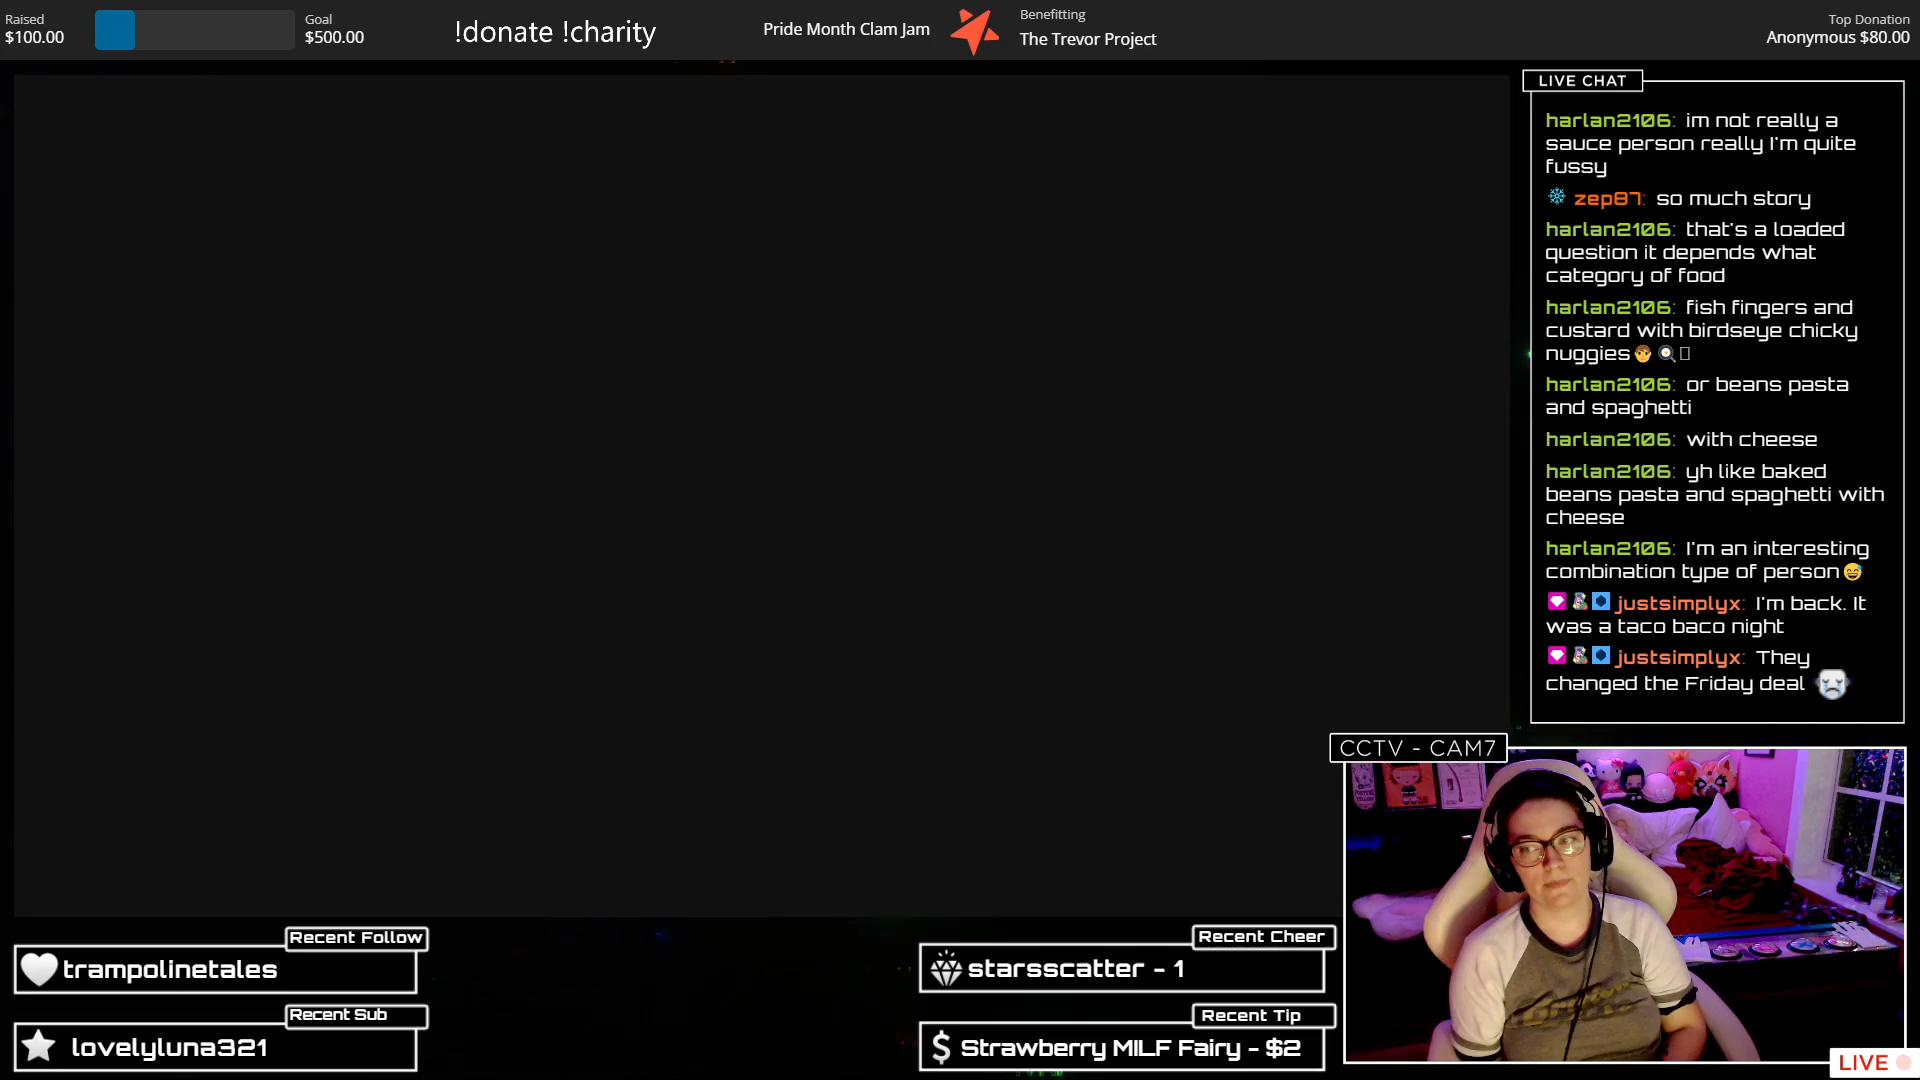 Raised
$100.00
Goal
$500.00
!donate !charity
Pride Month Clam Jam
Benefitting
The Trevor Project
Top Donation
Anonymous $80.00
LIVE CHAT
harlan2106: im not really a
sauce person really I'm quite
fussy
zep87: so much story
harlan2106: that's a loaded
question it depends what
category of food
harlan2106: fish fingers and
custard with birdseye chicky
nuggies
harlan2106: or beans pasta
and spaghetti
harlan2106: with cheese
harlan2106: yh like baked
beans pasta and spaghetti with
cheese
harlan2106: I'm an interesting
combination type of person
justsimplyx: I'm back. It
was a taco baco night
justsimplyx: They
changed the Friday deal
CCTV - CAM7
Recent Follow
trampolinetales
Recent Sub
lovelyluna321
Recent Cheer
starsscatter - 1
Recent Tip
Strawberry MILF Fairy - $2
LIVE